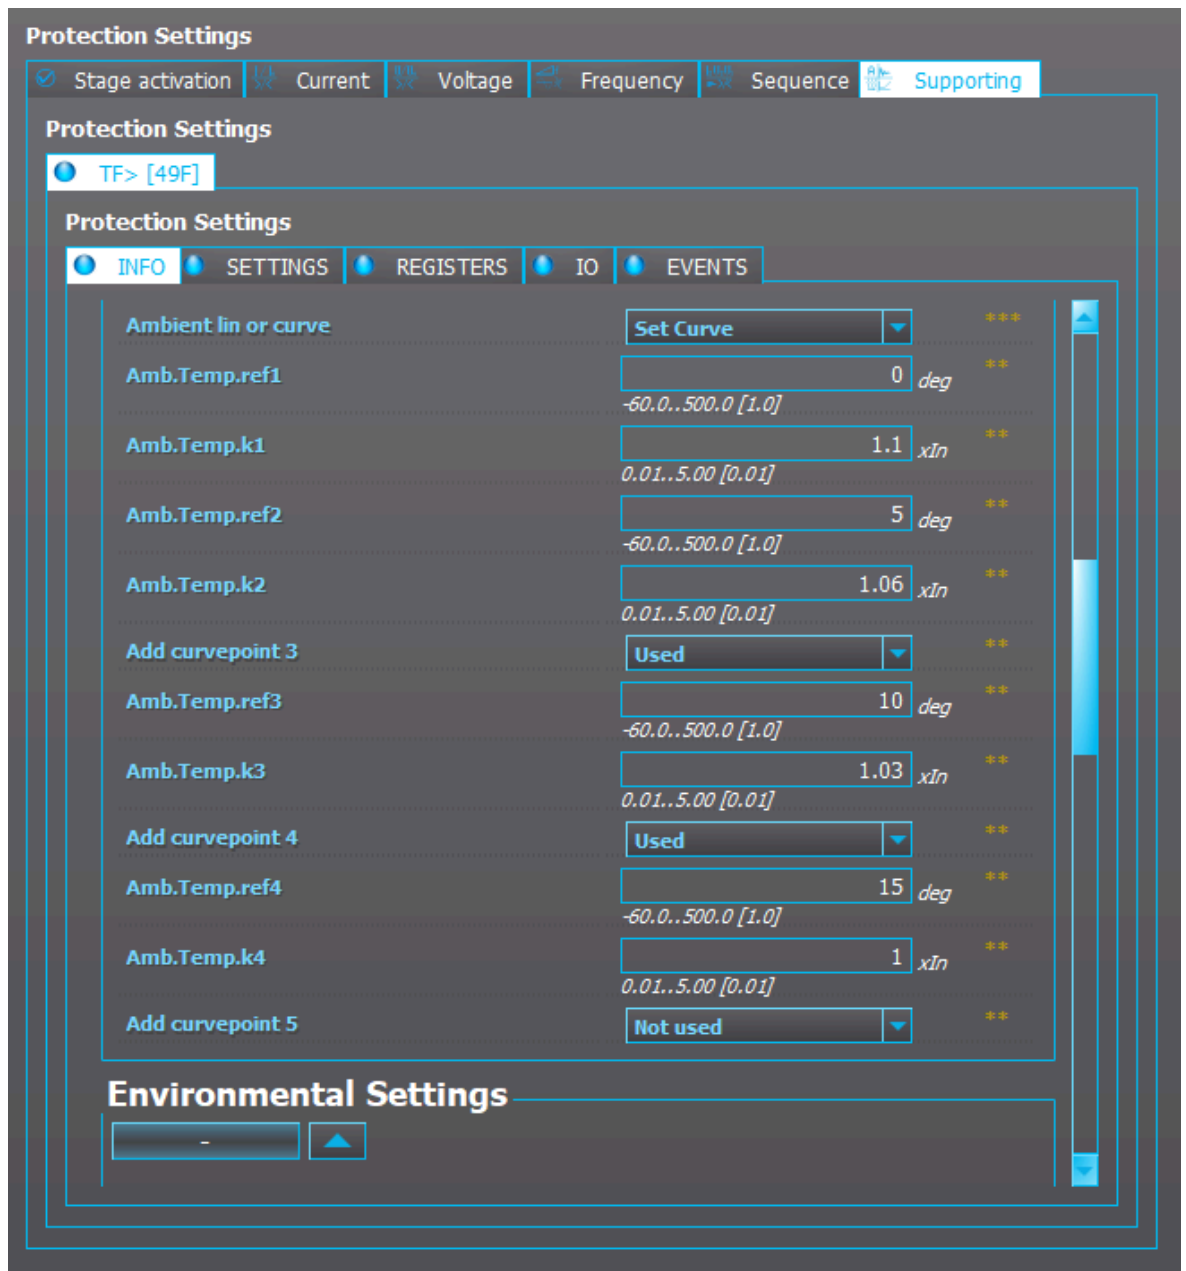 Protection Settings
Stage activation Current Voltage Frequency Sequence Supporting
Protection Settings
TF> [49F]
Protection Settings
INFO SETTINGS REGISTERS IO EVENTS
Ambient lin or curve Set Curve ***
Amb.Temp.ref1 0 deg **
-60.0..500.0 [1.0]
Amb.Temp.k1 1.1 xIn **
0.01..5.00 [0.01]
Amb.Temp.ref2 5 deg **
-60.0..500.0 [1.0]
Amb.Temp.k2 1.06 xIn **
0.01..5.00 [0.01]
Add curvepoint 3 Used **
Amb.Temp.ref3 10 deg **
-60.0..500.0 [1.0]
Amb.Temp.k3 1.03 xIn **
0.01..5.00 [0.01]
Add curvepoint 4 Used **
Amb.Temp.ref4 15 deg **
-60.0..500.0 [1.0]
Amb.Temp.k4 1 xIn **
0.01..5.00 [0.01]
Add curvepoint 5 Not used **
Environmental Settings
-